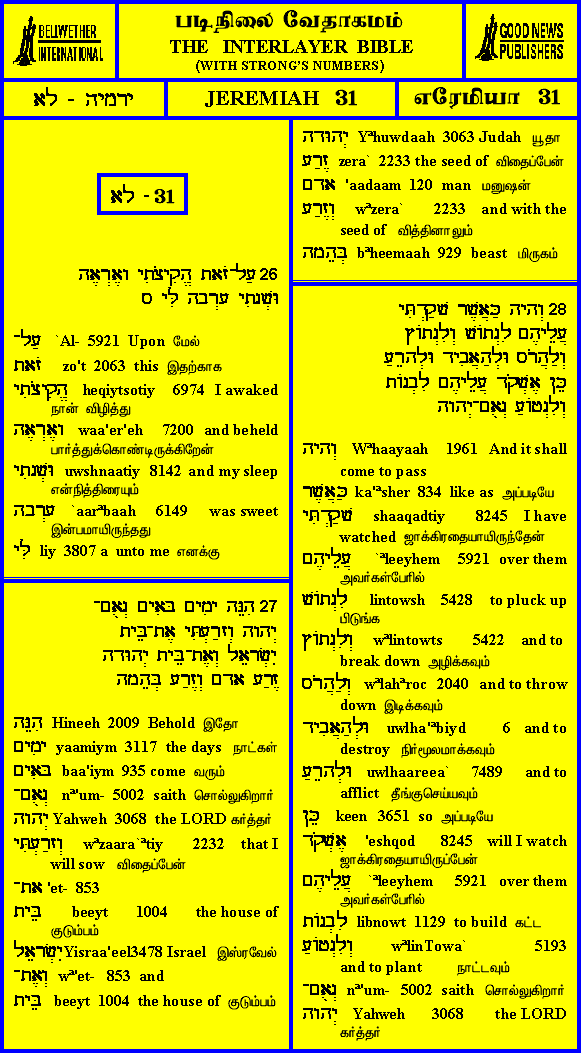 BELLWETHER
INTERNATIONAL
படிநிலை வேதாகமம்
THE INTERLAYER BIBLE
(WITH STRONG'S NUMBERS)
GOOD NEWS
PUBLISHERS
ירמיה - לא
JEREMIAH 31
எரேமியா 31
לא - 31
26 עַל־זֹאת הֱקִיצֹתִי וָאֶרְאֶה
וּשְׁנָתִי עָרְבָה לִּי ס
עַל־ `Al- 5921 Upon மேல்
זֹאת zo't 2063 this இதற்காக
הֱקִיצֹתִי heqiytsotiy 6974 I awaked
நான் விழித்து
וָאֶרְאֶה waa'er'eh 7200 and beheld
பார்த்துக்கொண்டிருக்கிறேன்
וּשְׁנָתִי uwshnaatiy 8142 and my sleep
என்நித்திரையும்
עָרְבָה `aarªbaah 6149 was sweet
இன்பமாயிருந்தது
לִּי liy 3807 a unto me எனக்கு
27 הִנֵּה יָמִים בָּאִים נְאֻם־
יְהוָה וְזָרַעְתִּי אֶת־בֵּית
יִשְׂרָאֵל וְאֶת־בֵּית יְהוּדָה
זֶרַע אָדָם וְזֶרַע בְּהֵמָה
הִנֵּה Hineeh 2009 Behold இதோ
יָמִים yaamiym 3117 the days நாட்கள்
בָּאִים baa'iym 935 come வரும்
נְאֻם־ nª'um- 5002 saith சொல்லுகிறார்
יְהוָה Yahweh 3068 the LORD கர்த்தர்
וְזָרַעְתִּי wªzaara`ªtiy 2232 that I
will sow விதைப்பேன்
אֶת־ 'et- 853
בֵּית beeyt 1004 the house of
குடும்பம்
יִשְׂרָאֵל Yisraa'eel3478 Israel இஸ்ரவேல்
וְאֶת־ wª'et- 853 and
בֵּית beeyt 1004 the house of குடும்பம்
יְהוּדָה Yªhuwdaah 3063 Judah யூதா
זֶרַע zera` 2233 the seed of விதைப்பேன்
אָדָם 'aadaam 120 man மனுஷன்
וְזֶרַע wªzera` 2233 and with the
seed of வித்தினாலும்
בְּהֵמָה bªheemaah 929 beast மிருகம்
28 וְהָיָה כַּאֲשֶׁר שָׁקַדְתִּי
עֲלֵיהֶם לִנְתוֹשׁ וְלִנְתוֹץ
וְלַהֲרֹס וּלְהַאֲבִיד וּלְהָרֵעַ
כֵּן אֶשְׁקֹד עֲלֵיהֶם לִבְנוֹת
וְלִנְטוֹעַ נְאֻם־יְהוָה
וְהָיָה Wªhaayaah 1961 And it shall
come to pass
כַּאֲשֶׁר ka'ªsher 834 like as அப்படியே
שָׁקַדְתִּי shaaqadtiy 8245 I have
watched ஜாக்கிரதையாயிருந்தேன்
עֲלֵיהֶם `ªleeyhem 5921 over them
அவர்கள்பேரில்
לִנְתוֹשׁ lintowsh 5428 to pluck up
பிடுங்க
וְלִנְתוֹץ wªlintowts 5422 and to
break down அழிக்கவும்
וְלַהֲרֹס wªlahªroc 2040 and to throw
down இடிக்கவும்
וּלְהַאֲבִיד uwlha'ªbiyd 6 and to
destroy நிர்மூலமாக்கவும்
וּלְהָרֵעַ uwlhaareea` 7489 and to
afflict தீங்குசெய்யவும்
כֵּן keen 3651 so அப்படியே
אֶשְׁקֹד 'eshqod 8245 will I watch
ஜாக்கிரதையாயிருப்பேன்
עֲלֵיהֶם `ªleeyhem 5921 over them
அவர்கள்பேரில்
לִבְנוֹת libnowt 1129 to build கட்ட
וְלִנְטוֹעַ wªlinTowa` 5193
and to plant நாட்டவும்
נְאֻם־ nª'um- 5002 saith சொல்லுகிறார்
יְהוָה Yahweh 3068 the LORD
கர்த்தர்